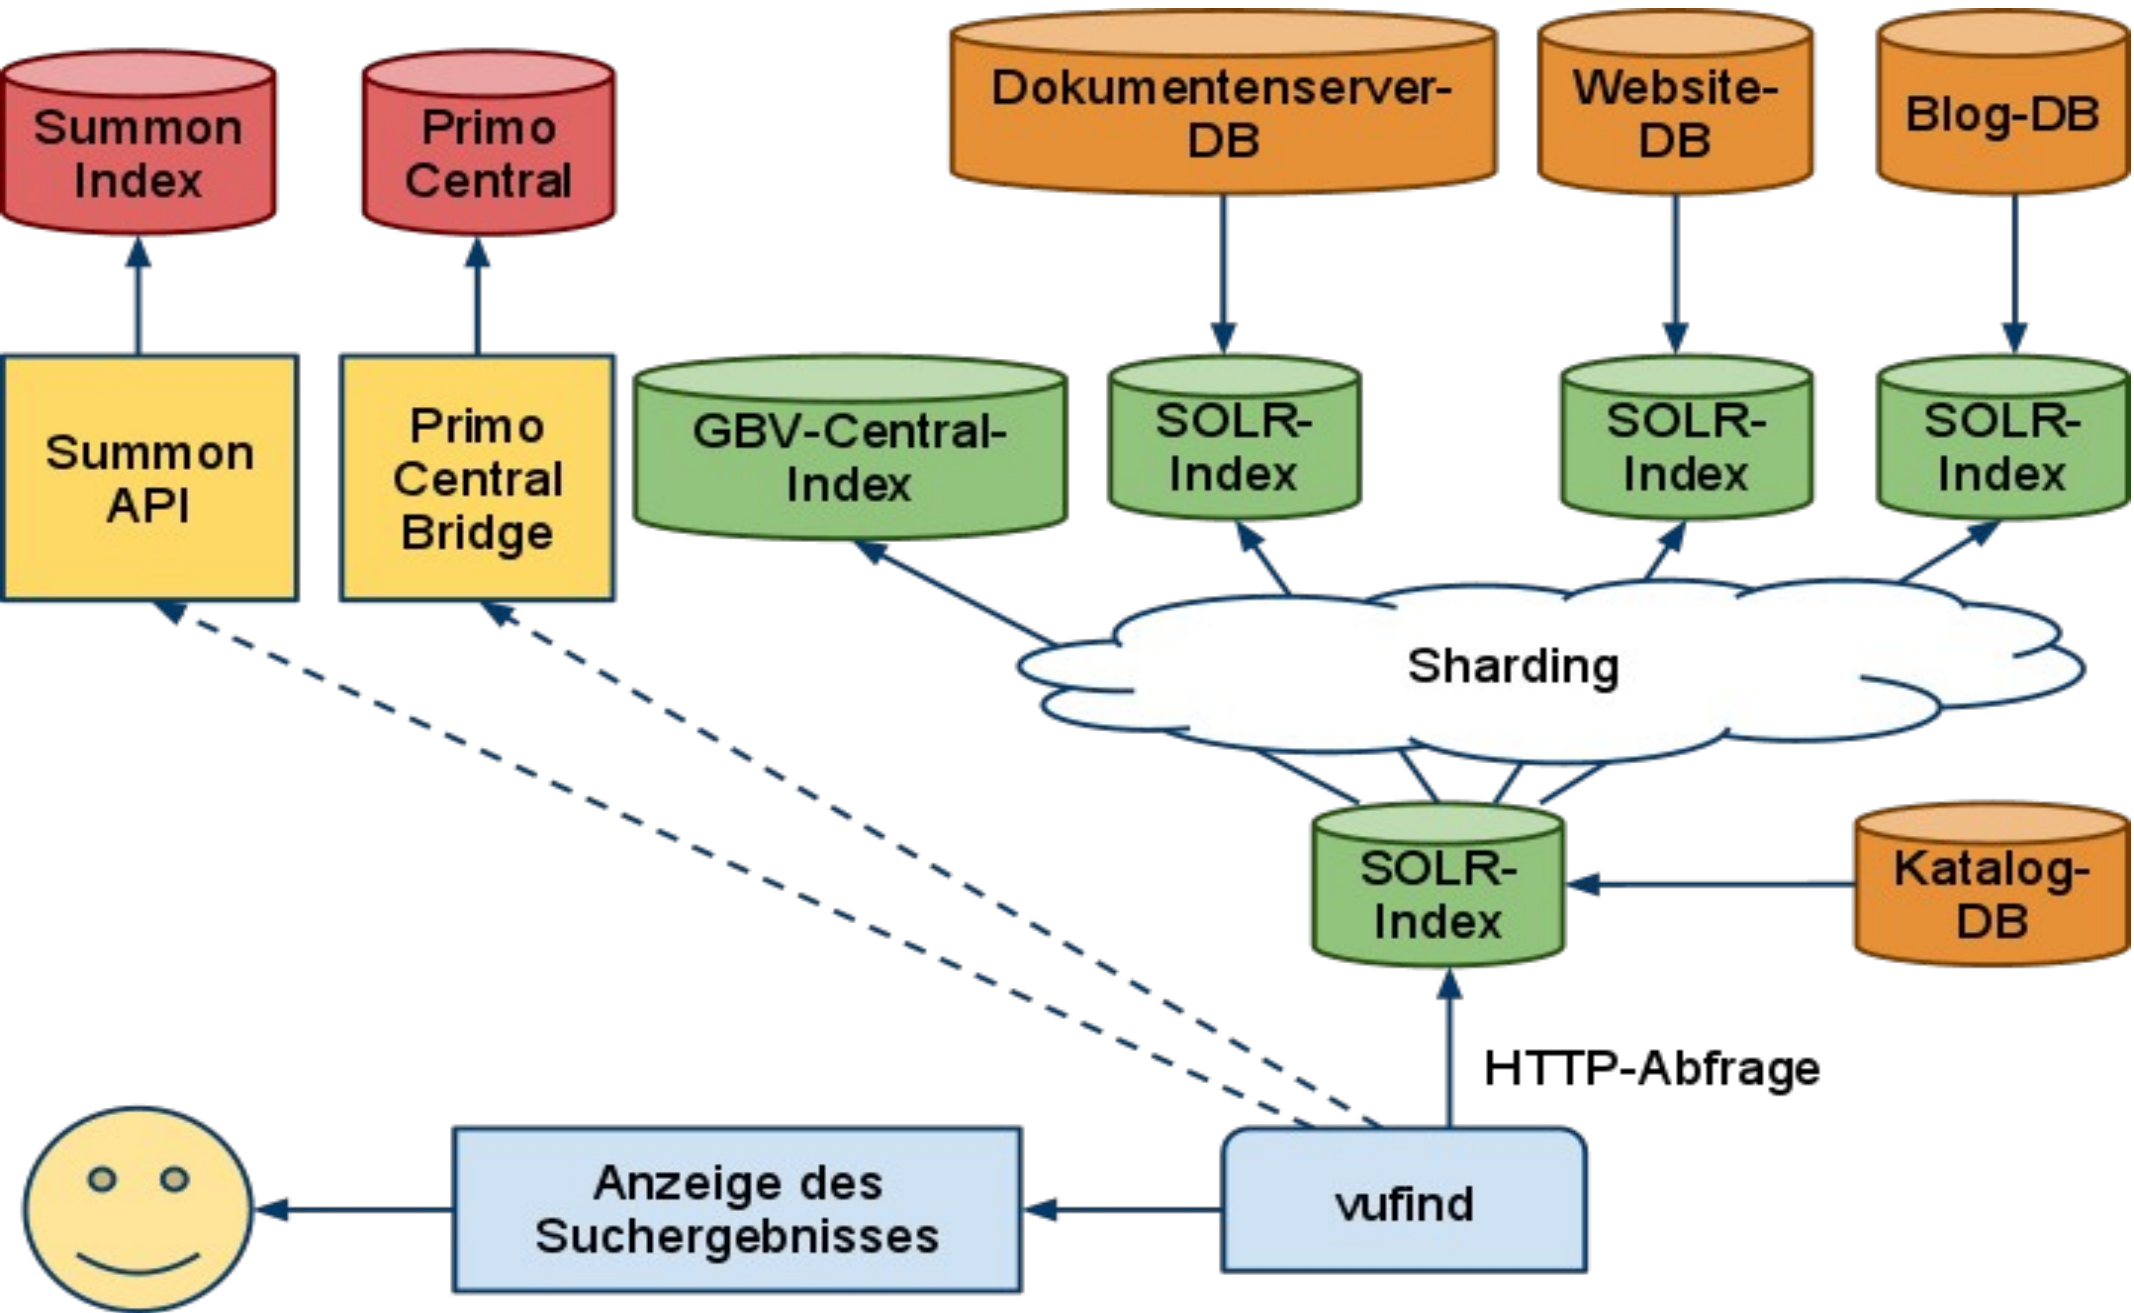 Summon
Index
Primo
Central
Dokumentenserver-
DB
Website-
DB
Blog-DB
Summon
API
Primo
Central
Bridge
GBV-Central-
Index
SOLR-
Index
SOLR-
Index
SOLR-
Index
Sharding
SOLR-
Index
Katalog-
DB
HTTP-Abfrage
Anzeige des
Suchergebnisses
vufind